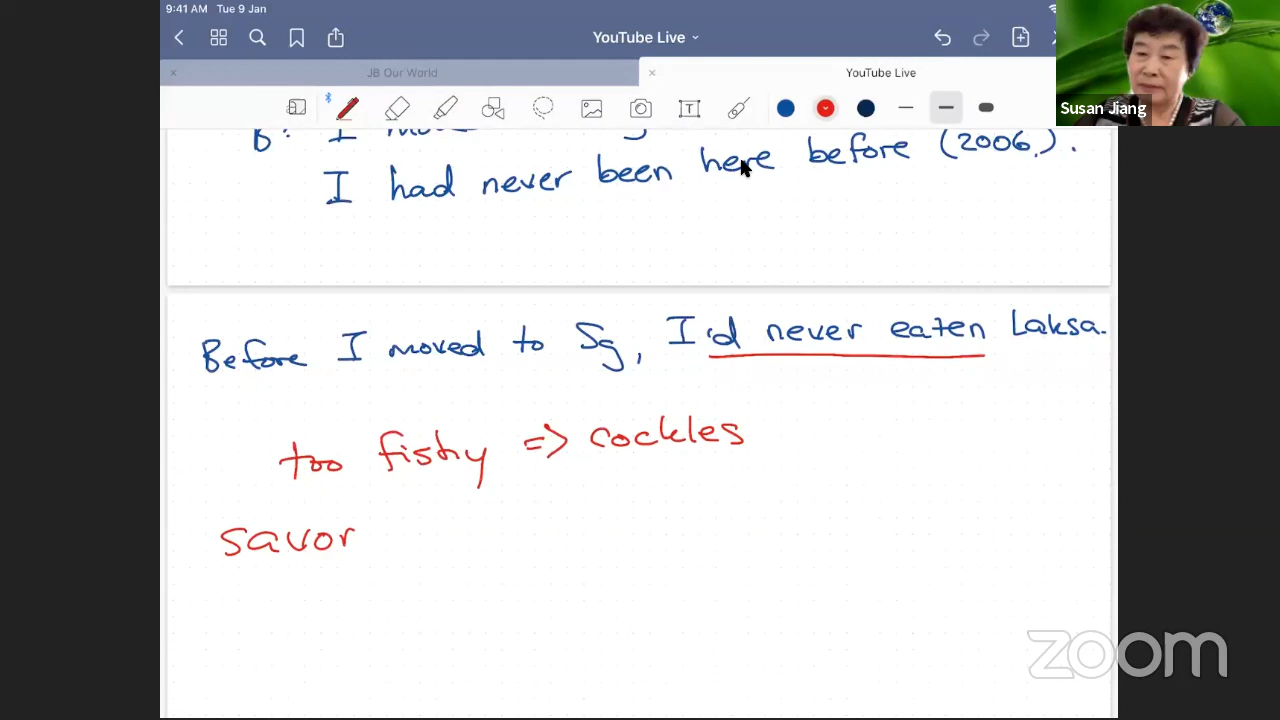 9:41 AM Tue 9 Jan
YouTube Live
JB Our World
YouTube Live
Susan Jiang
B: I
I had never been here before (2006.).
Before I moved to Sg, I'd never eaten Laksa.
too fishy => cockles
savor
zoom